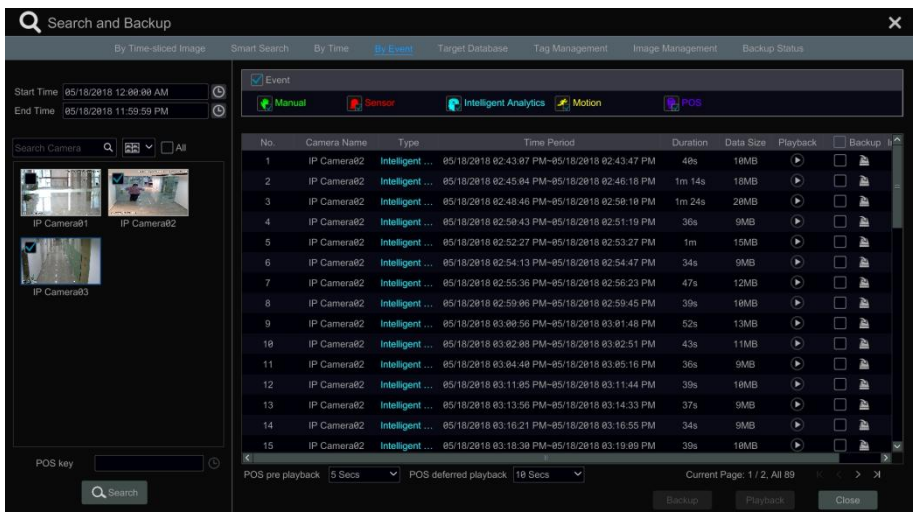 Search and Backup
By Time-sliced Image Smart Search By Time By Event Target Database Tag Management Image Management Backup Status
Start Time 05/18/2018 12:00:00 AM
End Time 05/18/2018 11:59:59 PM
Search Camera All
IP Camera01 IP Camera02
IP Camera03
POS key
Search
Event
Manual Sensor Intelligent Analytics Motion POS
No. Camera Name Type Time Period Duration Data Size Playback Backup
1 IP Camera02 Intelligent ... 05/18/2018 02:43:07 PM~05/18/2018 02:43:47 PM 40s 10MB
2 IP Camera02 Intelligent ... 05/18/2018 02:45:04 PM~05/18/2018 02:46:18 PM 1m 14s 18MB
3 IP Camera02 Intelligent ... 05/18/2018 02:48:46 PM~05/18/2018 02:50:10 PM 1m 24s 20MB
4 IP Camera02 Intelligent ... 05/18/2018 02:50:43 PM~05/18/2018 02:51:19 PM 36s 9MB
5 IP Camera02 Intelligent ... 05/18/2018 02:52:27 PM~05/18/2018 02:53:27 PM 1m 15MB
6 IP Camera02 Intelligent ... 05/18/2018 02:54:13 PM~05/18/2018 02:54:47 PM 34s 9MB
7 IP Camera02 Intelligent ... 05/18/2018 02:55:36 PM~05/18/2018 02:56:23 PM 47s 12MB
8 IP Camera02 Intelligent ... 05/18/2018 02:59:06 PM~05/18/2018 02:59:45 PM 39s 10MB
9 IP Camera02 Intelligent ... 05/18/2018 03:00:56 PM~05/18/2018 03:01:48 PM 52s 13MB
10 IP Camera02 Intelligent ... 05/18/2018 03:02:08 PM~05/18/2018 03:02:51 PM 43s 11MB
11 IP Camera02 Intelligent ... 05/18/2018 03:04:40 PM~05/18/2018 03:05:16 PM 36s 9MB
12 IP Camera02 Intelligent ... 05/18/2018 03:11:05 PM~05/18/2018 03:11:44 PM 39s 10MB
13 IP Camera02 Intelligent ... 05/18/2018 03:13:56 PM~05/18/2018 03:14:33 PM 37s 9MB
14 IP Camera02 Intelligent ... 05/18/2018 03:16:21 PM~05/18/2018 03:16:55 PM 34s 9MB
15 IP Camera02 Intelligent ... 05/18/2018 03:18:30 PM~05/18/2018 03:19:09 PM 39s 10MB
POS pre playback 5 Secs POS deferred playback 10 Secs Current Page: 1 / 2, All 89
Backup Playback Close